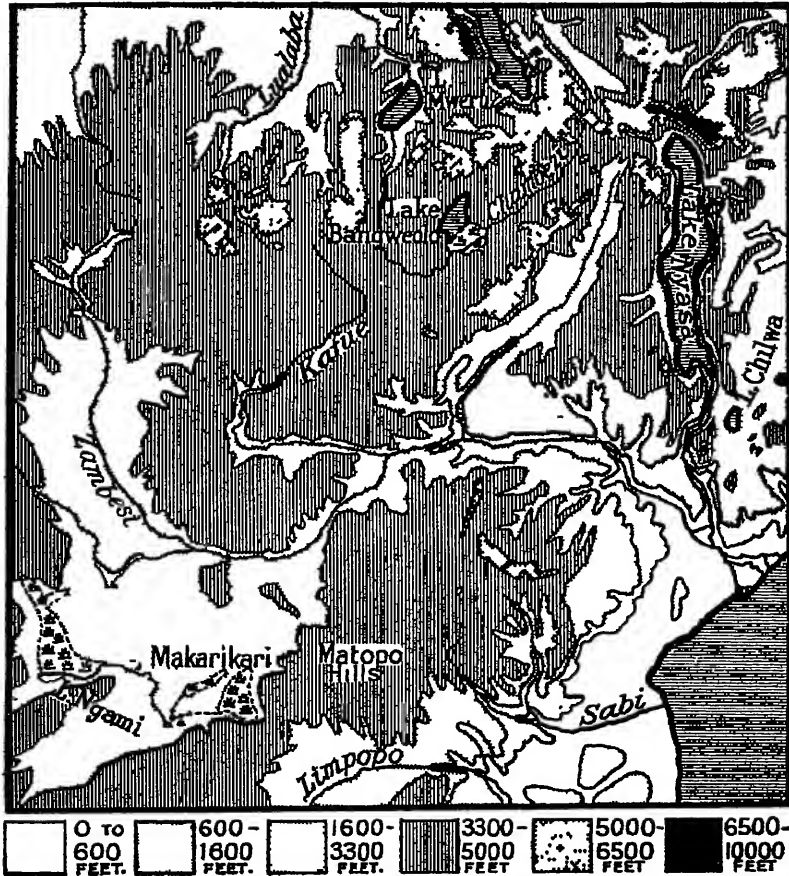 Lualaba
Mweru
Lake
Bangweolo
Lake Nyasa
Kafue
L. Chilwa
Zambesi
Makarikari
Matopo
Hills
Ngami
Sabi
Limpopo
0 TO
600
FEET.
600-
1600
FEET.
1600-
3300
FEET.
3300-
5000
FEET.
5000-
6500
FEET
6500-
10000
FEET